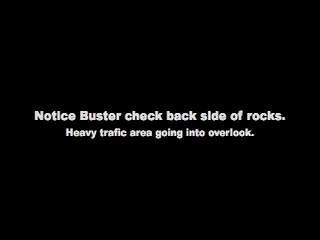 Notice Buster check back side of rocks.
Heavy trafic area going into overlook.